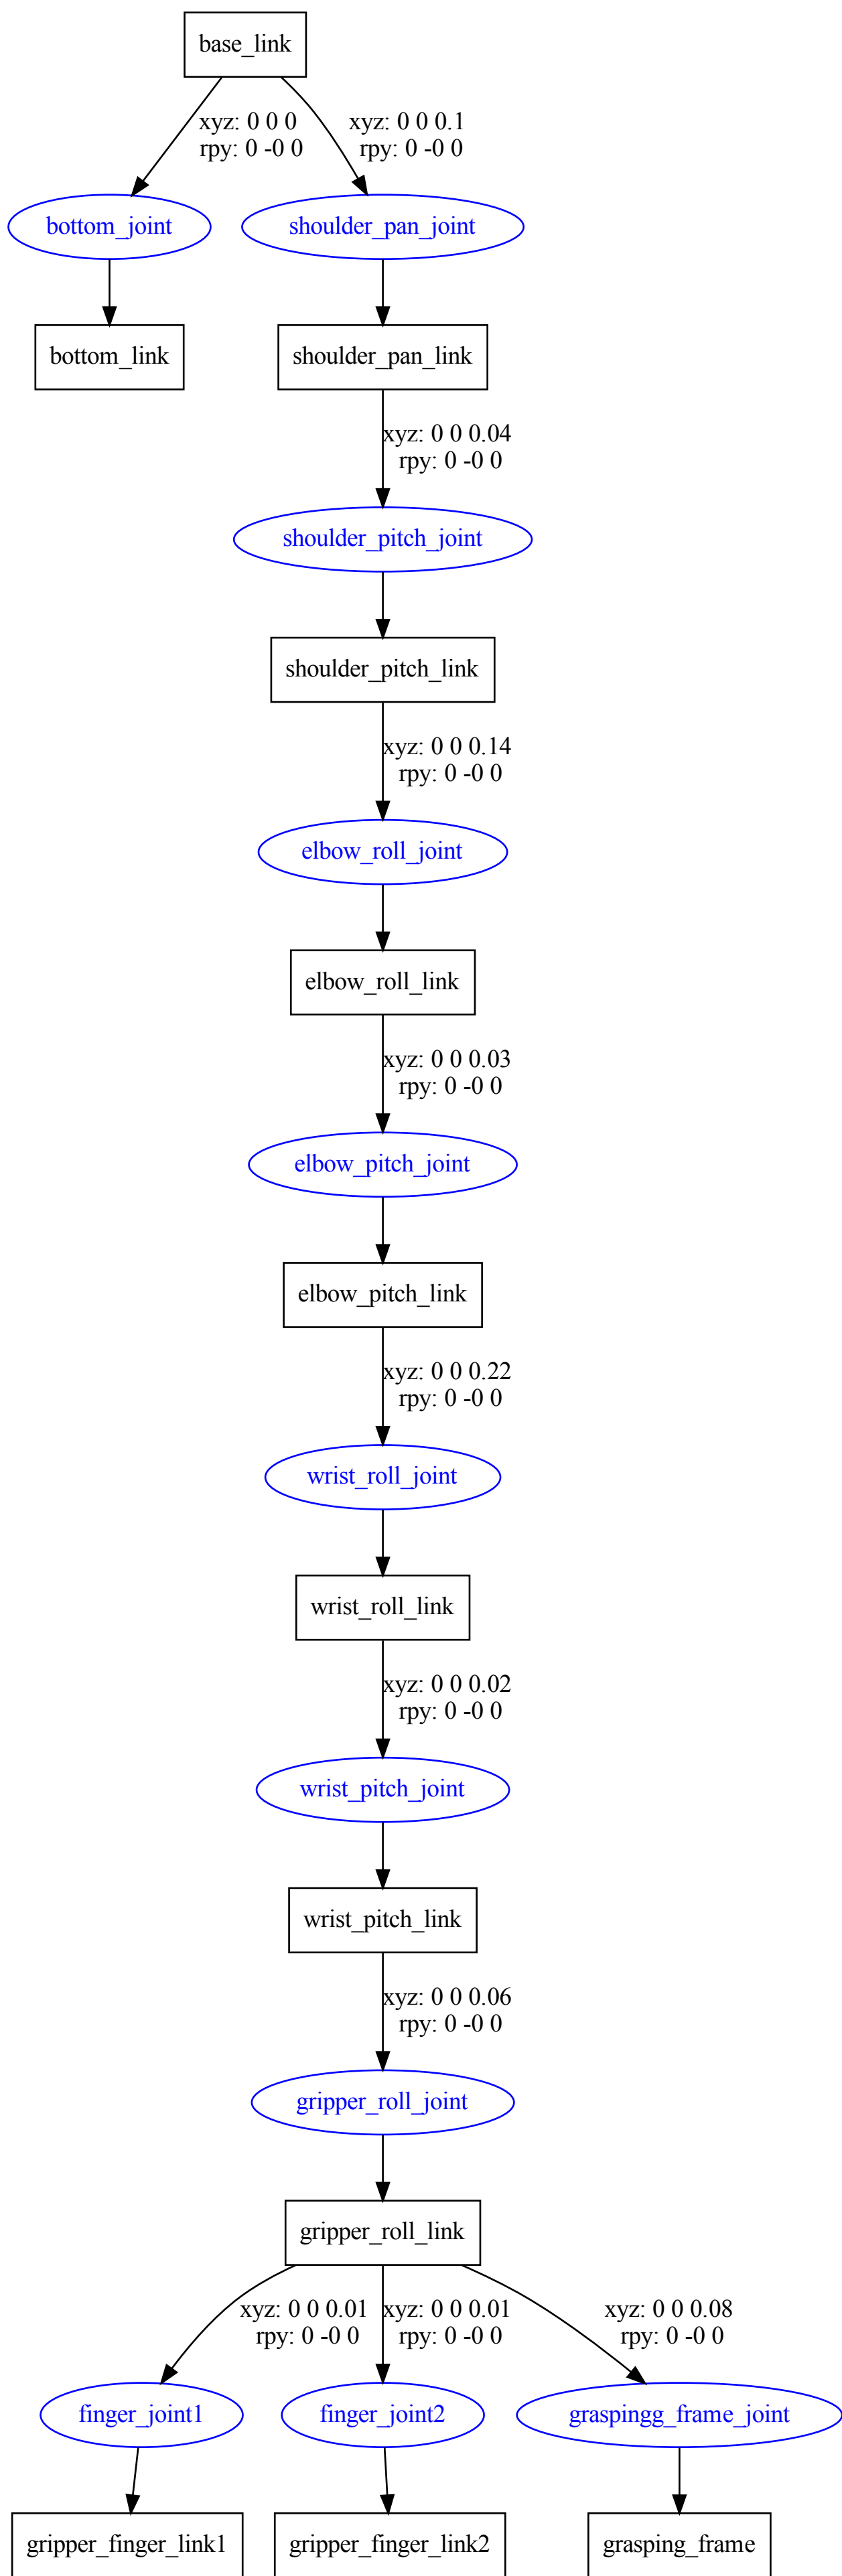 base_link
xyz: 0 0 0
rpy: 0 -0 0
xyz: 0 0 0.1
rpy: 0 -0 0
bottom_joint
shoulder_pan_joint
bottom_link
shoulder_pan_link
xyz: 0 0 0.04
rpy: 0 -0 0
shoulder_pitch_joint
shoulder_pitch_link
xyz: 0 0 0.14
rpy: 0 -0 0
elbow_roll_joint
elbow_roll_link
xyz: 0 0 0.03
rpy: 0 -0 0
elbow_pitch_joint
elbow_pitch_link
xyz: 0 0 0.22
rpy: 0 -0 0
wrist_roll_joint
wrist_roll_link
xyz: 0 0 0.02
rpy: 0 -0 0
wrist_pitch_joint
wrist_pitch_link
xyz: 0 0 0.06
rpy: 0 -0 0
gripper_roll_joint
gripper_roll_link
xyz: 0 0 0.01
rpy: 0 -0 0
xyz: 0 0 0.01
rpy: 0 -0 0
xyz: 0 0 0.08
rpy: 0 -0 0
finger_joint1
finger_joint2
graspingg_frame_joint
gripper_finger_link1
gripper_finger_link2
grasping_frame